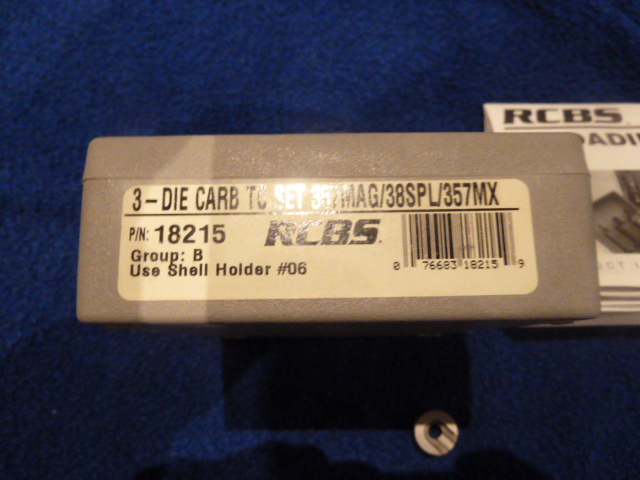 3-DIE CARB TC SET 357MAG/38SPL/357MX
P/N: 18215 RCBS
Group: B
Use Shell Holder #06
0 76683 18215 9
RCBS